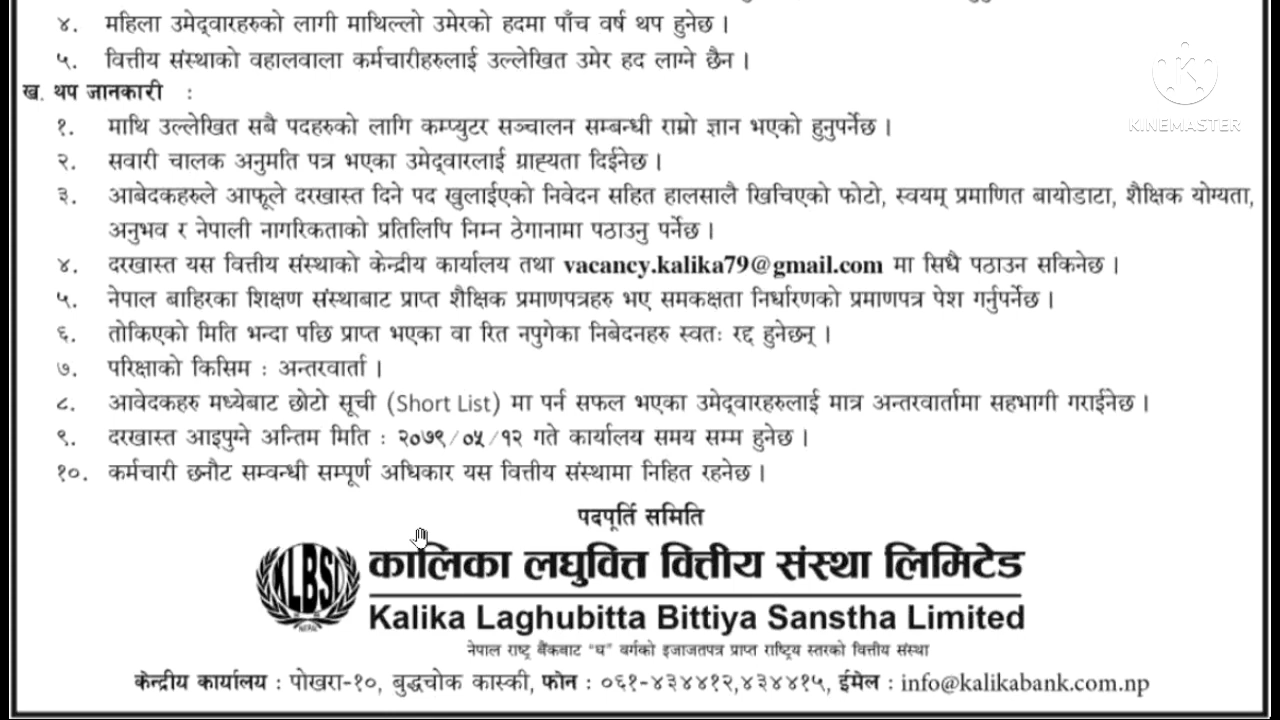 ४. महिला उमेद्वारहरुको लागी माथिल्लो उमेरको हदमा पाँच वर्ष थप हुनेछ ।
५. वित्तीय संस्थाको वहालवाला कर्मचारीहरुलाई उल्लेखित उमेर हद लाग्ने छैन ।
KINEMASTER
ख. थप जानकारी :
१. माथि उल्लेखित सबै पदहरुको लागि कम्प्युटर सञ्चालन सम्बन्धी राम्रो ज्ञान भएको हुनुपर्नेछ ।
२. सवारी चालक अनुमति पत्र भएका उमेद्वारलाई ग्राह्यता दिईनेछ ।
३. आबेदकहरुले आफूले दरखास्त दिने पद खुलाईएको निवेदन सहित हालसालै खिचिएको फोटो, स्वयम् प्रमाणित बायोडाटा, शैक्षिक योग्यता,
अनुभव र नेपाली नागरिकताको प्रतिलिपि निम्न ठेगानामा पठाउनु पर्नेछ ।
४. दरखास्त यस वित्तीय संस्थाको केन्द्रीय कार्यालय तथा vacancy.kalika79@gmail.com मा सिधै पठाउन सकिनेछ ।
५. नेपाल बाहिरका शिक्षण संस्थाबाट प्राप्त शैक्षिक प्रमाणपत्रहरु भए समकक्षता निर्धारणको प्रमाणपत्र पेश गर्नुपर्नेछ ।
६. तोकिएको मिति भन्दा पछि प्राप्त भएका वा रित नपुगेका निबेदनहरु स्वतः रद्द हुनेछन् ।
७. परिक्षाको किसिम : अन्तरवार्ता ।
८. आवेदकहरु मध्येबाट छोटो सूची (Short List) मा पर्न सफल भएका उमेद्वारहरुलाई मात्र अन्तरवार्तामा सहभागी गराईनेछ ।
९. दरखास्त आइपुग्ने अन्तिम मिति : २०७९/०५/१२ गते कार्यालय समय सम्म हुनेछ ।
१०. कर्मचारी छनौट सम्वन्धी सम्पूर्ण अधिकार यस वित्तीय संस्थामा निहित रहनेछ ।
पदपूर्ति समिति
KLBSL
NEPAL
कालिका लघुवित्त वित्तीय संस्था लिमिटेड
Kalika Laghubitta Bittiya Sanstha Limited
नेपाल राष्ट्र बैंकबाट “घ” वर्गको इजाजतपत्र प्राप्त राष्ट्रिय स्तरको वित्तीय संस्था
केन्द्रीय कार्यालय : पोखरा-१०, बुद्धचोक कास्की, फोन : ०६१-४३४४१२,४३४४१५, ईमेल : info@kalikabank.com.np